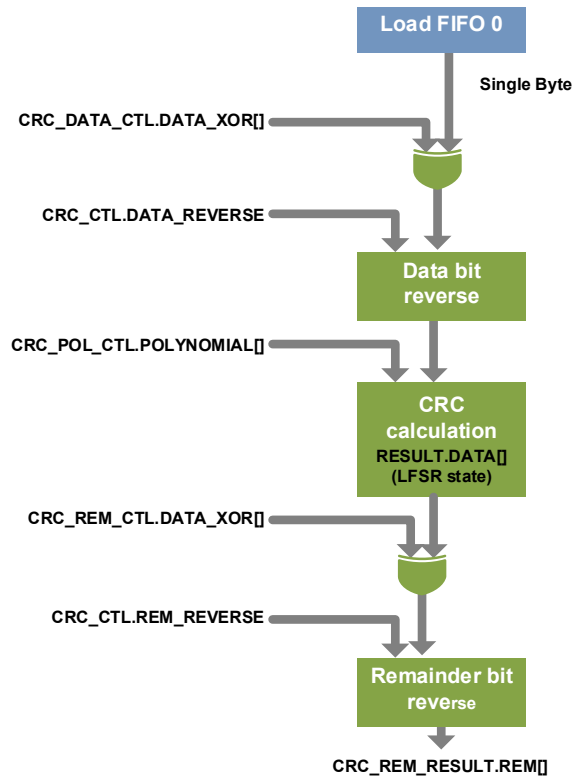 Load FIFO 0
Single Byte
CRC_DATA_CTL.DATA_XOR[]
CRC_CTL.DATA_REVERSE
Data bit
reverse
CRC_POL_CTL.POLYNOMIAL[]
CRC
calculation
RESULT.DATA[]
(LFSR state)
CRC_REM_CTL.DATA_XOR[]
CRC_CTL.REM_REVERSE
Remainder bit
reverse
CRC_REM_RESULT.REM[]